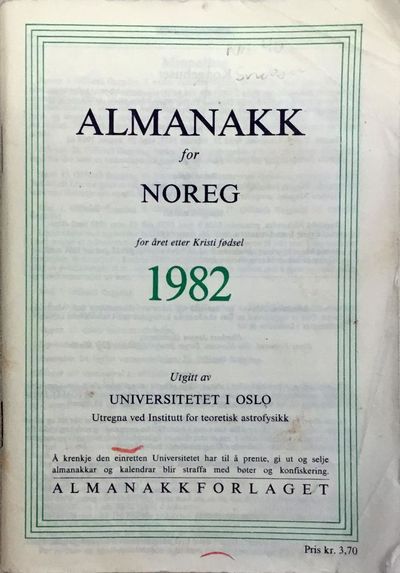 ALMANAKK
for
NOREG
for året etter Kristi fødsel
1982
Utgitt av
UNIVERSITETET I OSLO
Utregna ved Institutt for teoretisk astrofysikk
Å krenkje den einretten Universitetet har til å prente, gi ut og selje
almanakkar og kalendrar blir straffa med bøter og konfiskering.
ALMANAKKFORLAGET
Pris kr. 3,70